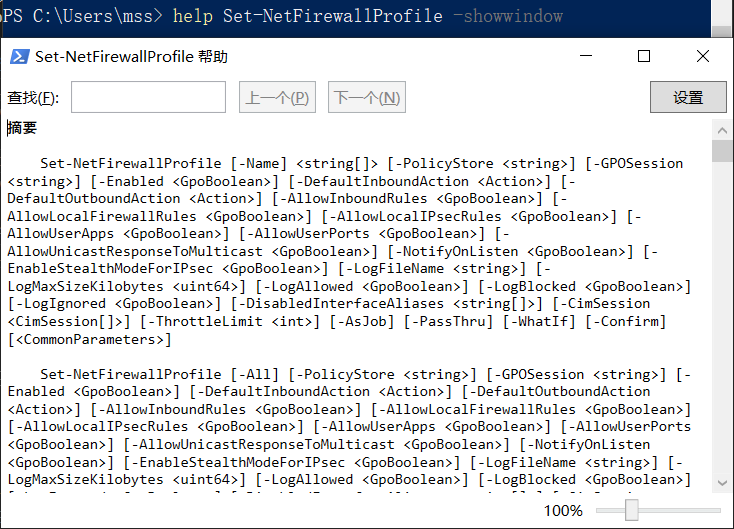 PS C:\Users\mss> help Set-NetFirewallProfile -showwindow
Set-NetFirewallProfile 帮助
查找(F): 上一个(P) 下一个(N) 设置
摘要
Set-NetFirewallProfile [-Name] <string[]> [-PolicyStore <string>] [-GPOSession
<string>] [-Enabled <GpoBoolean>] [-DefaultInboundAction <Action>] [-
DefaultOutboundAction <Action>] [-AllowInboundRules <GpoBoolean>] [-
AllowLocalFirewallRules <GpoBoolean>] [-AllowLocalIPsecRules <GpoBoolean>] [-
AllowUserApps <GpoBoolean>] [-AllowUserPorts <GpoBoolean>] [-
AllowUnicastResponseToMulticast <GpoBoolean>] [-NotifyOnListen <GpoBoolean>] [-
EnableStealthModeForIPsec <GpoBoolean>] [-LogFileName <string>] [-
LogMaxSizeKilobytes <uint64>] [-LogAllowed <GpoBoolean>] [-LogBlocked <GpoBoolean>]
[-LogIgnored <GpoBoolean>] [-DisabledInterfaceAliases <string[]>] [-CimSession
<CimSession[]>] [-ThrottleLimit <int>] [-AsJob] [-PassThru] [-WhatIf] [-Confirm]
[<CommonParameters>]
Set-NetFirewallProfile [-All] [-PolicyStore <string>] [-GPOSession <string>] [-
Enabled <GpoBoolean>] [-DefaultInboundAction <Action>] [-DefaultOutboundAction
<Action>] [-AllowInboundRules <GpoBoolean>] [-AllowLocalFirewallRules <GpoBoolean>]
[-AllowLocalIPsecRules <GpoBoolean>] [-AllowUserApps <GpoBoolean>] [-AllowUserPorts
<GpoBoolean>] [-AllowUnicastResponseToMulticast <GpoBoolean>] [-NotifyOnListen
<GpoBoolean>] [-EnableStealthModeForIPsec <GpoBoolean>] [-LogFileName <string>] [-
LogMaxSizeKilobytes <uint64>] [-LogAllowed <GpoBoolean>] [-LogBlocked <GpoBoolean>]
100%